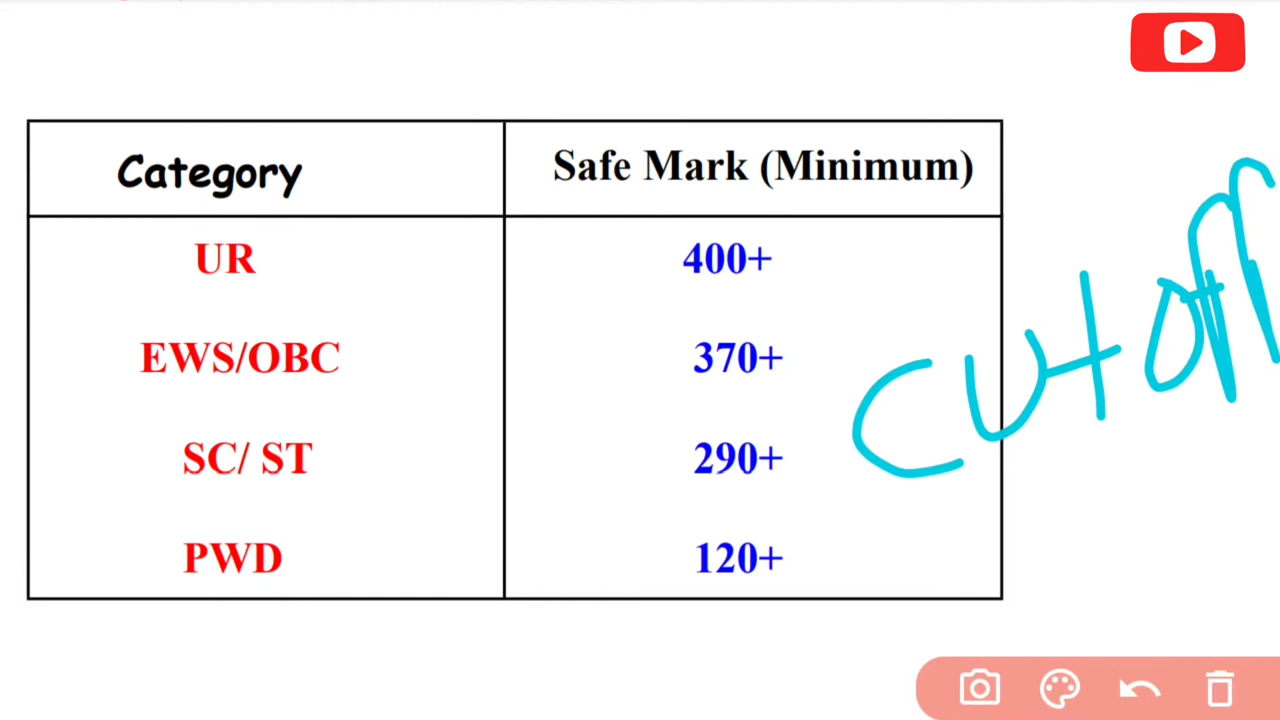 Category Safe Mark (Minimum)
UR 400+
EWS/OBC 370+
SC/ ST 290+
PWD 120+
cutoff